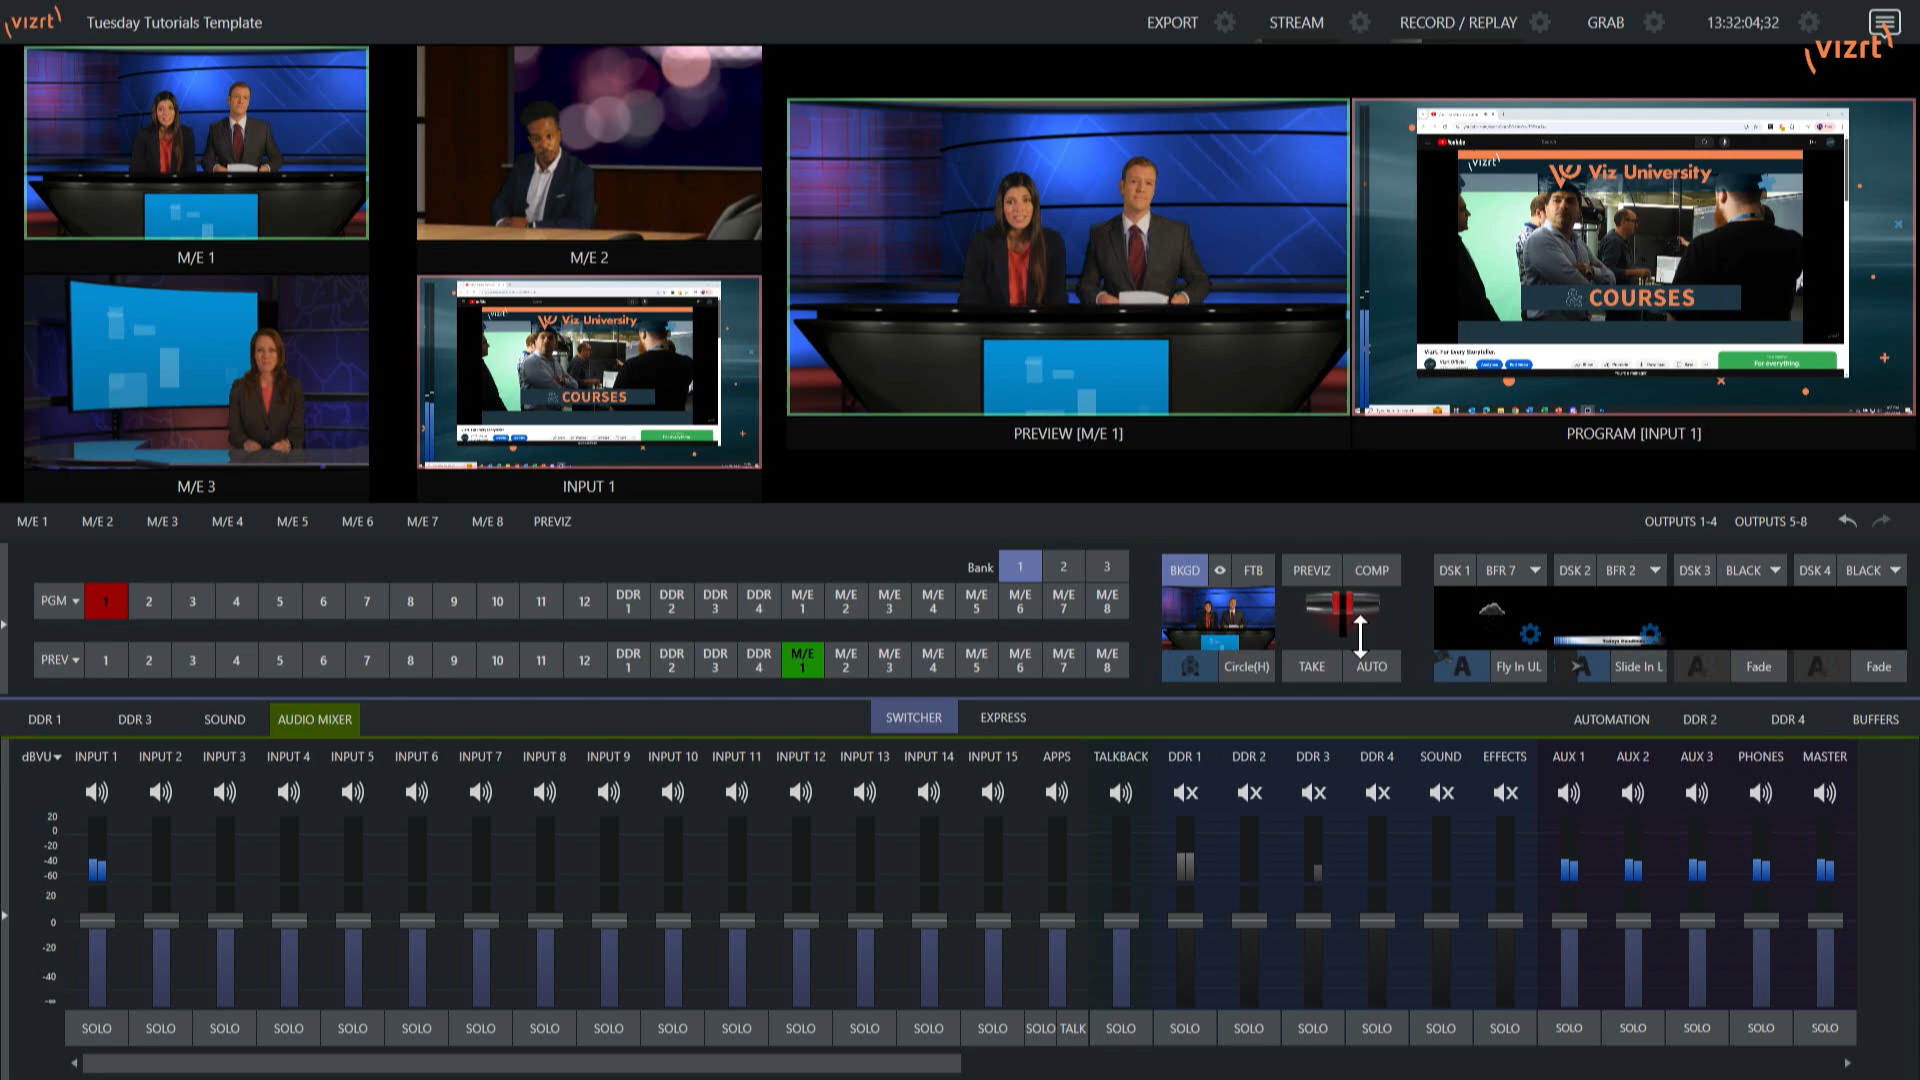 vizrt
Tuesday Tutorials Template
EXPORT
STREAM
RECORD / REPLAY
GRAB
13:32:04;32
vizrt
M/E 1
M/E 2
M/E 3
INPUT 1
vizrt
Viz University
& COURSES
PREVIEW [M/E 1]
YouTube
vizrt
Viz University
& COURSES
Vizrt. For Every Storyteller.
For everything.
PROGRAM [INPUT 1]
M/E 1 M/E 2 M/E 3 M/E 4 M/E 5 M/E 6 M/E 7 M/E 8 PREVIZ
OUTPUTS 1-4 OUTPUTS 5-8
Bank 1 2 3
PGM 1 2 3 4 5 6 7 8 9 10 11 12 DDR 1 DDR 2 DDR 3 DDR 4 M/E 1 M/E 2 M/E 3 M/E 4 M/E 5 M/E 6 M/E 7 M/E 8
PREV 1 2 3 4 5 6 7 8 9 10 11 12 DDR 1 DDR 2 DDR 3 DDR 4 M/E 1 M/E 2 M/E 3 M/E 4 M/E 5 M/E 6 M/E 7 M/E 8
BKGD FTB PREVIZ COMP
Circle(H) TAKE AUTO
DSK 1 BFR 7 DSK 2 BFR 2 DSK 3 BLACK DSK 4 BLACK
A Fly In UL A Slide In L A Fade A Fade
DDR 1 DDR 3 SOUND AUDIO MIXER SWITCHER EXPRESS AUTOMATION DDR 2 DDR 4 BUFFERS
dBVU INPUT 1 INPUT 2 INPUT 3 INPUT 4 INPUT 5 INPUT 6 INPUT 7 INPUT 8 INPUT 9 INPUT 10 INPUT 11 INPUT 12 INPUT 13 INPUT 14 INPUT 15 APPS TALKBACK DDR 1 DDR 2 DDR 3 DDR 4 SOUND EFFECTS AUX 1 AUX 2 AUX 3 PHONES MASTER
20
0
-20
-40
-60
20
0
-20
-40
-∞
SOLO SOLO SOLO SOLO SOLO SOLO SOLO SOLO SOLO SOLO SOLO SOLO SOLO SOLO SOLO SOLO TALK SOLO SOLO SOLO SOLO SOLO SOLO SOLO SOLO SOLO SOLO SOLO SOLO